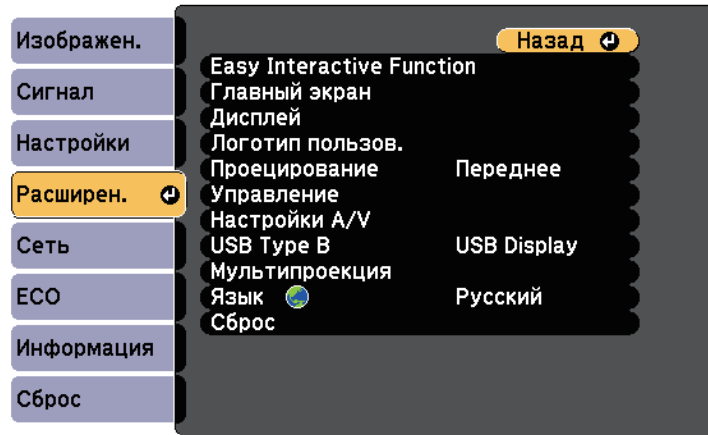 Изображен.
Сигнал
Настройки
Расширен.
Сеть
ECO
Информация
Сброс
Назад
Easy Interactive Function
Главный экран
Дисплей
Логотип пользов.
Проецирование Переднее
Управление
Настройки A/V
USB Type B USB Display
Мультипроекция
Язык Русский
Сброс